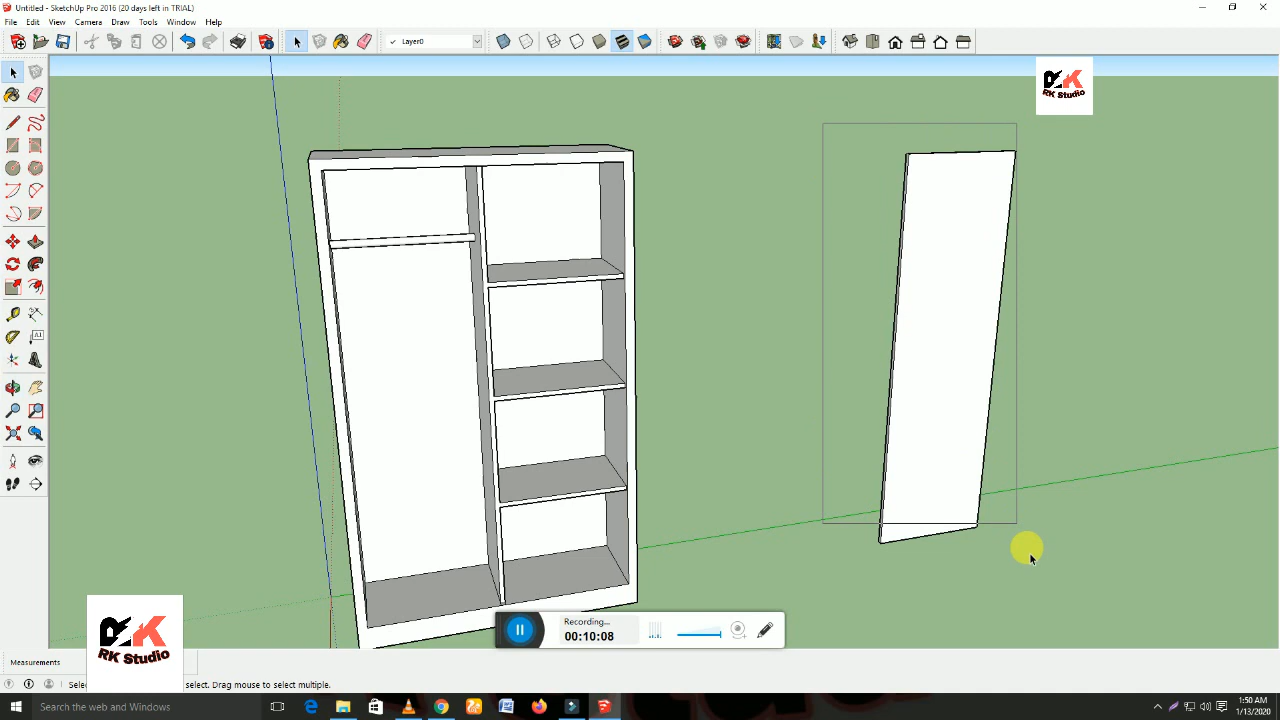 Untitled - SketchUp Pro 2016 (20 days left in TRIAL)
File Edit View Camera Draw Tools Window Help
Layer0
RK Studio
Recording...
00:10:08
RK Studio
Measurements
select. Drag mouse to select multiple.
Search the web and Windows
1:50 AM
1/13/2020